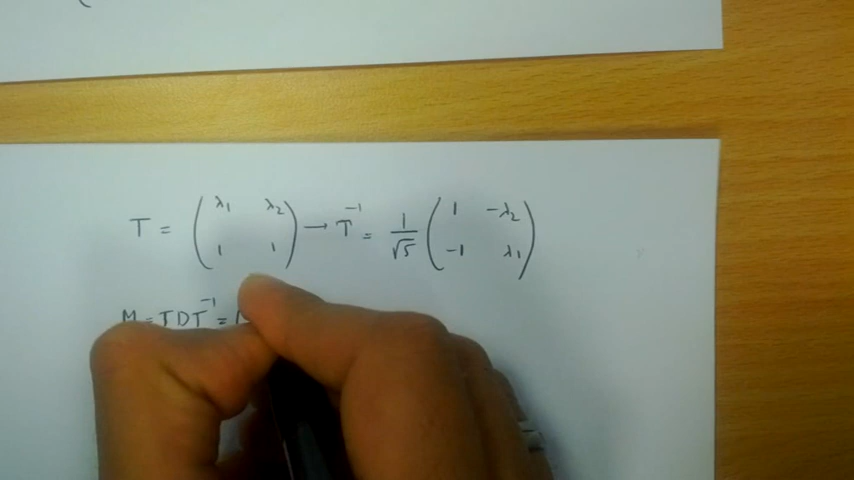 T = ( λ₁ λ₂ ; 1 1 ) → T⁻¹ = 1/√5 ( 1 -λ₂ ; -1 λ₁ )
M = TDT⁻¹ =